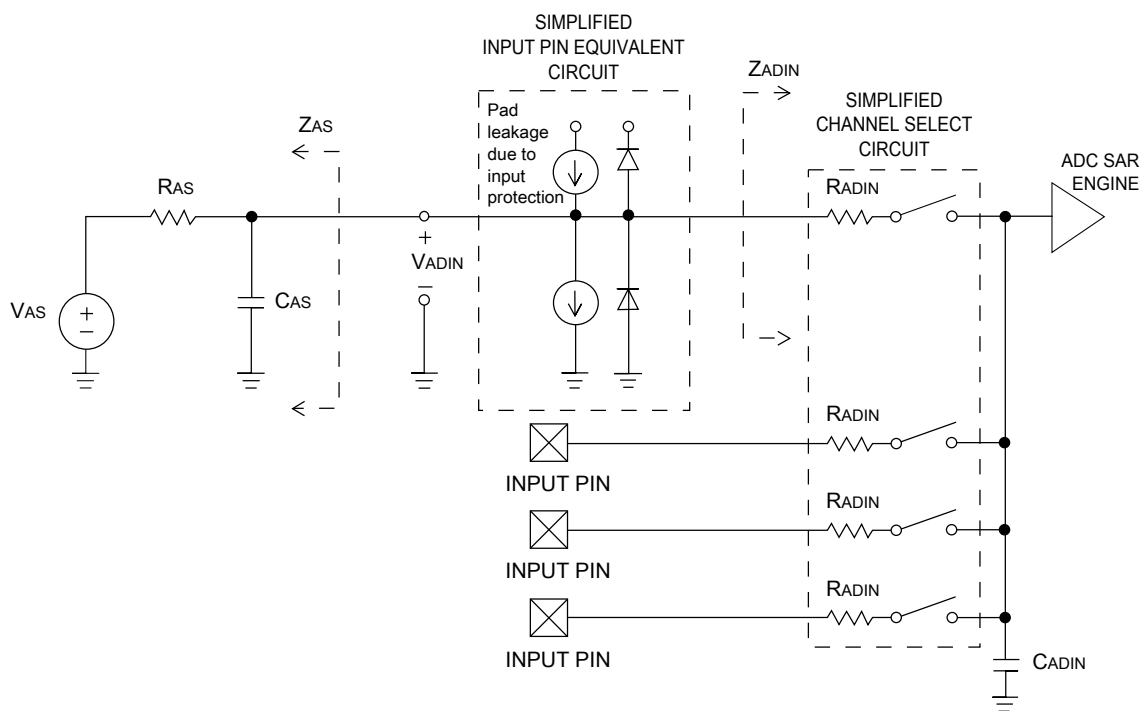 SIMPLIFIED
INPUT PIN EQUIVALENT
CIRCUIT
Pad
leakage
due to
input
protection
ZAS
RAS
VAS
+
–
CAS
+
VADIN
–
ZADIN
SIMPLIFIED
CHANNEL SELECT
CIRCUIT
RADIN
ADC SAR
ENGINE
RADIN
INPUT PIN
RADIN
INPUT PIN
RADIN
INPUT PIN
CADIN